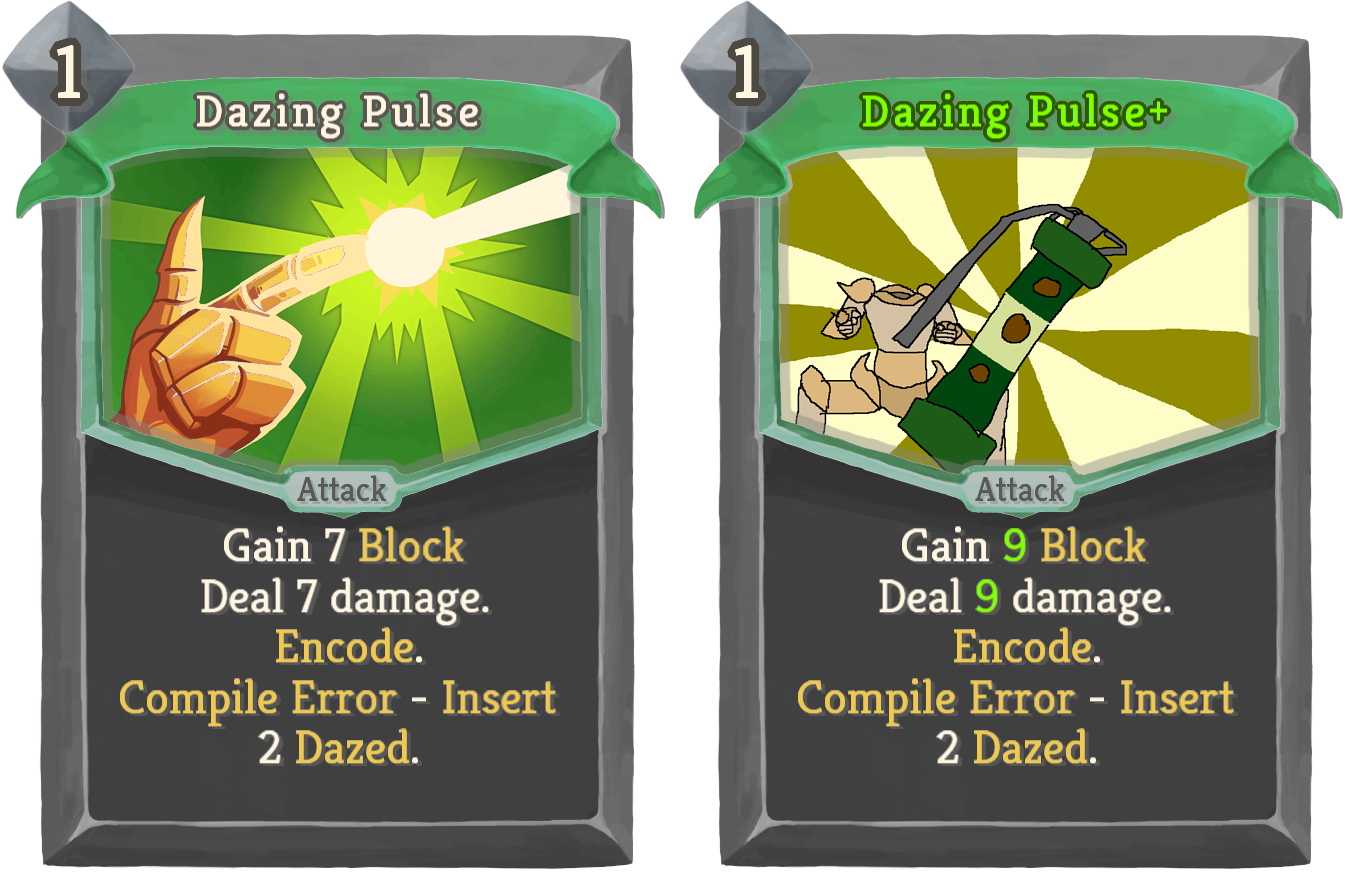 1
Dazing Pulse
Attack
Gain 7 Block
Deal 7 damage.
Encode.
Compile Error - Insert
2 Dazed.
1
Dazing Pulse+
Attack
Gain 9 Block
Deal 9 damage.
Encode.
Compile Error - Insert
2 Dazed.